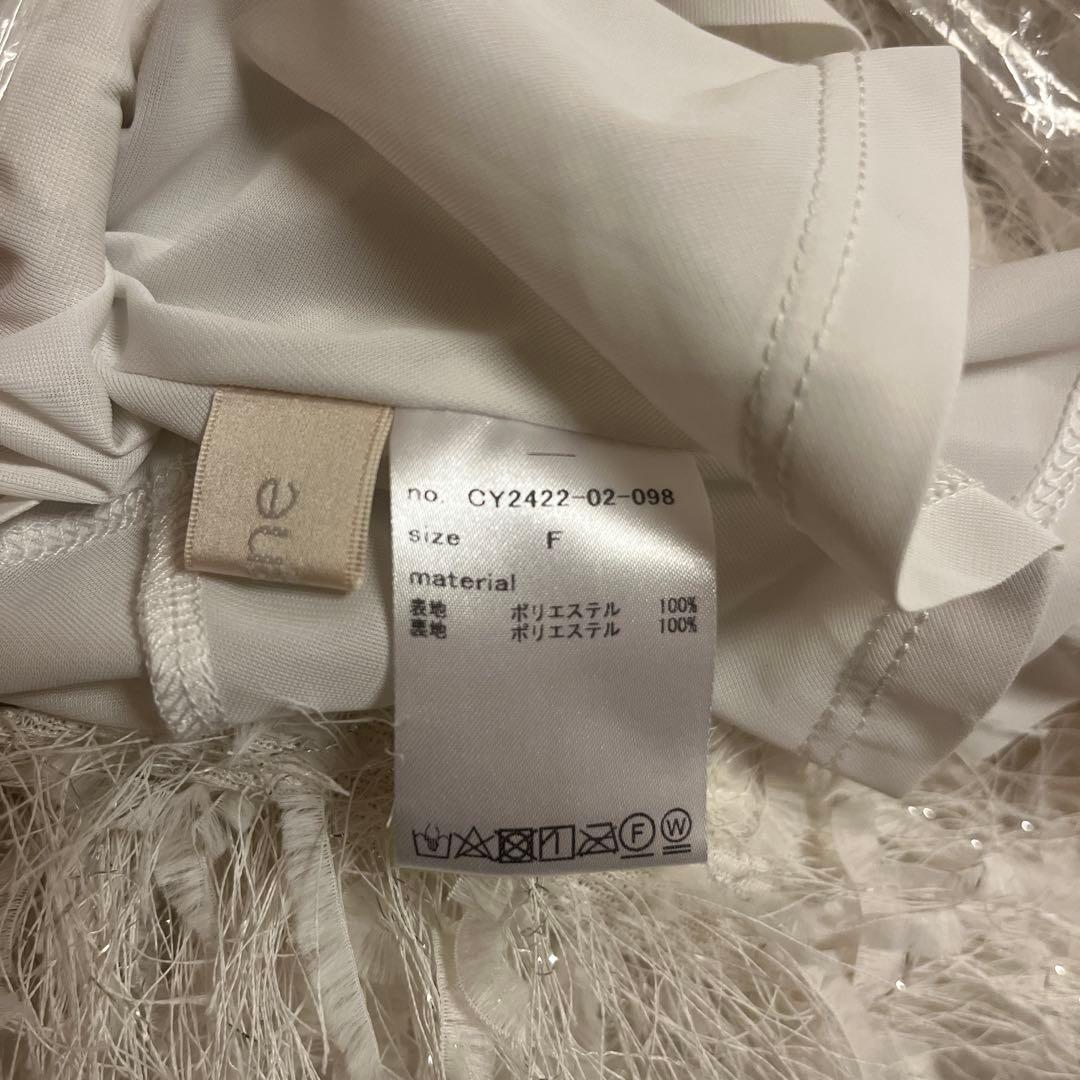 no. CY2422-02-098
size F
material
表地 ポリエステル 100%
裏地 ポリエステル 100%
F W